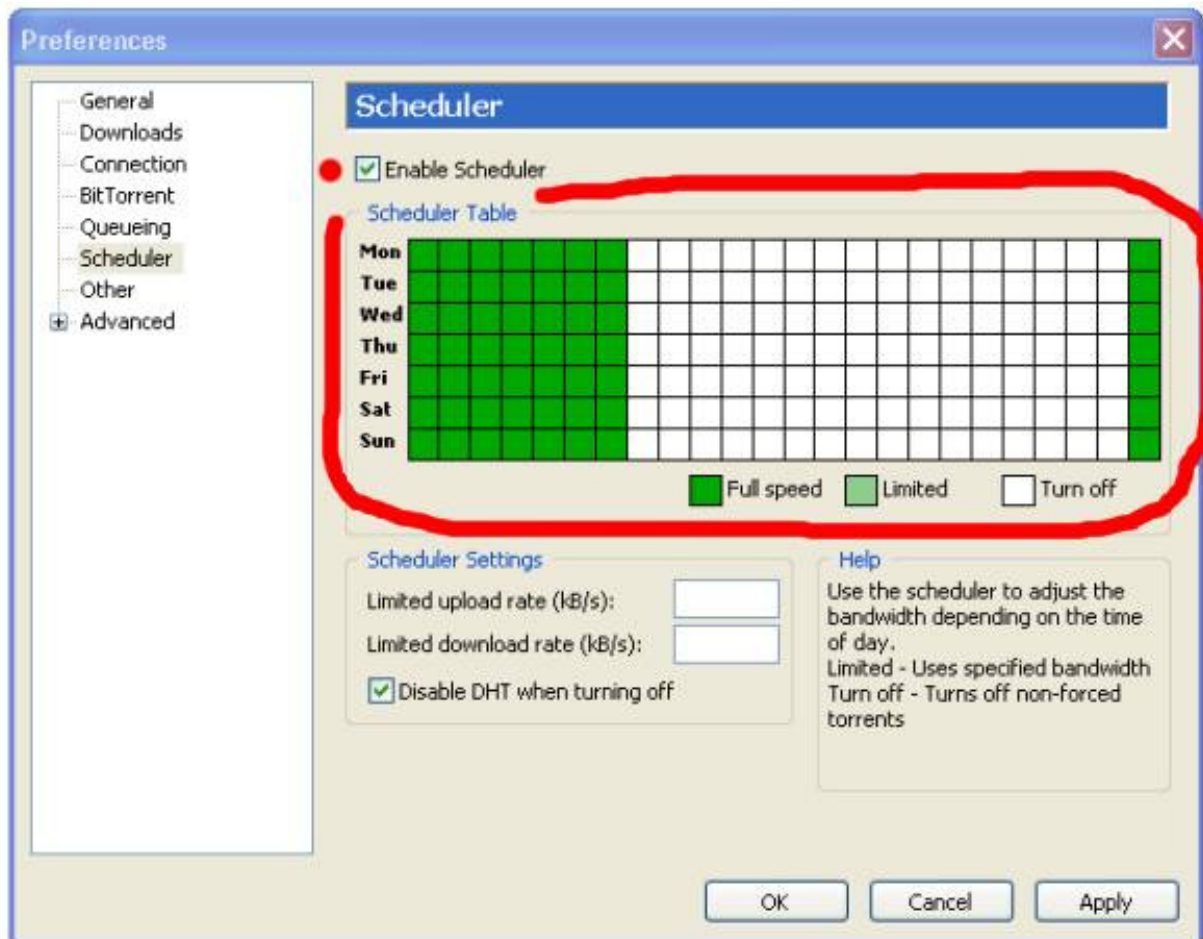 Preferences
General
Downloads
Connection
BitTorrent
Queueing
Scheduler
Other
Advanced
Scheduler
Enable Scheduler
Scheduler Table
Mon
Tue
Wed
Thu
Fri
Sat
Sun
Full speed Limited Turn off
Scheduler Settings
Limited upload rate (kB/s):
Limited download rate (kB/s):
Disable DHT when turning off
Help
Use the scheduler to adjust the
bandwidth depending on the time
of day.
Limited - Uses specified bandwidth
Turn off - Turns off non-forced
torrents
OK Cancel Apply